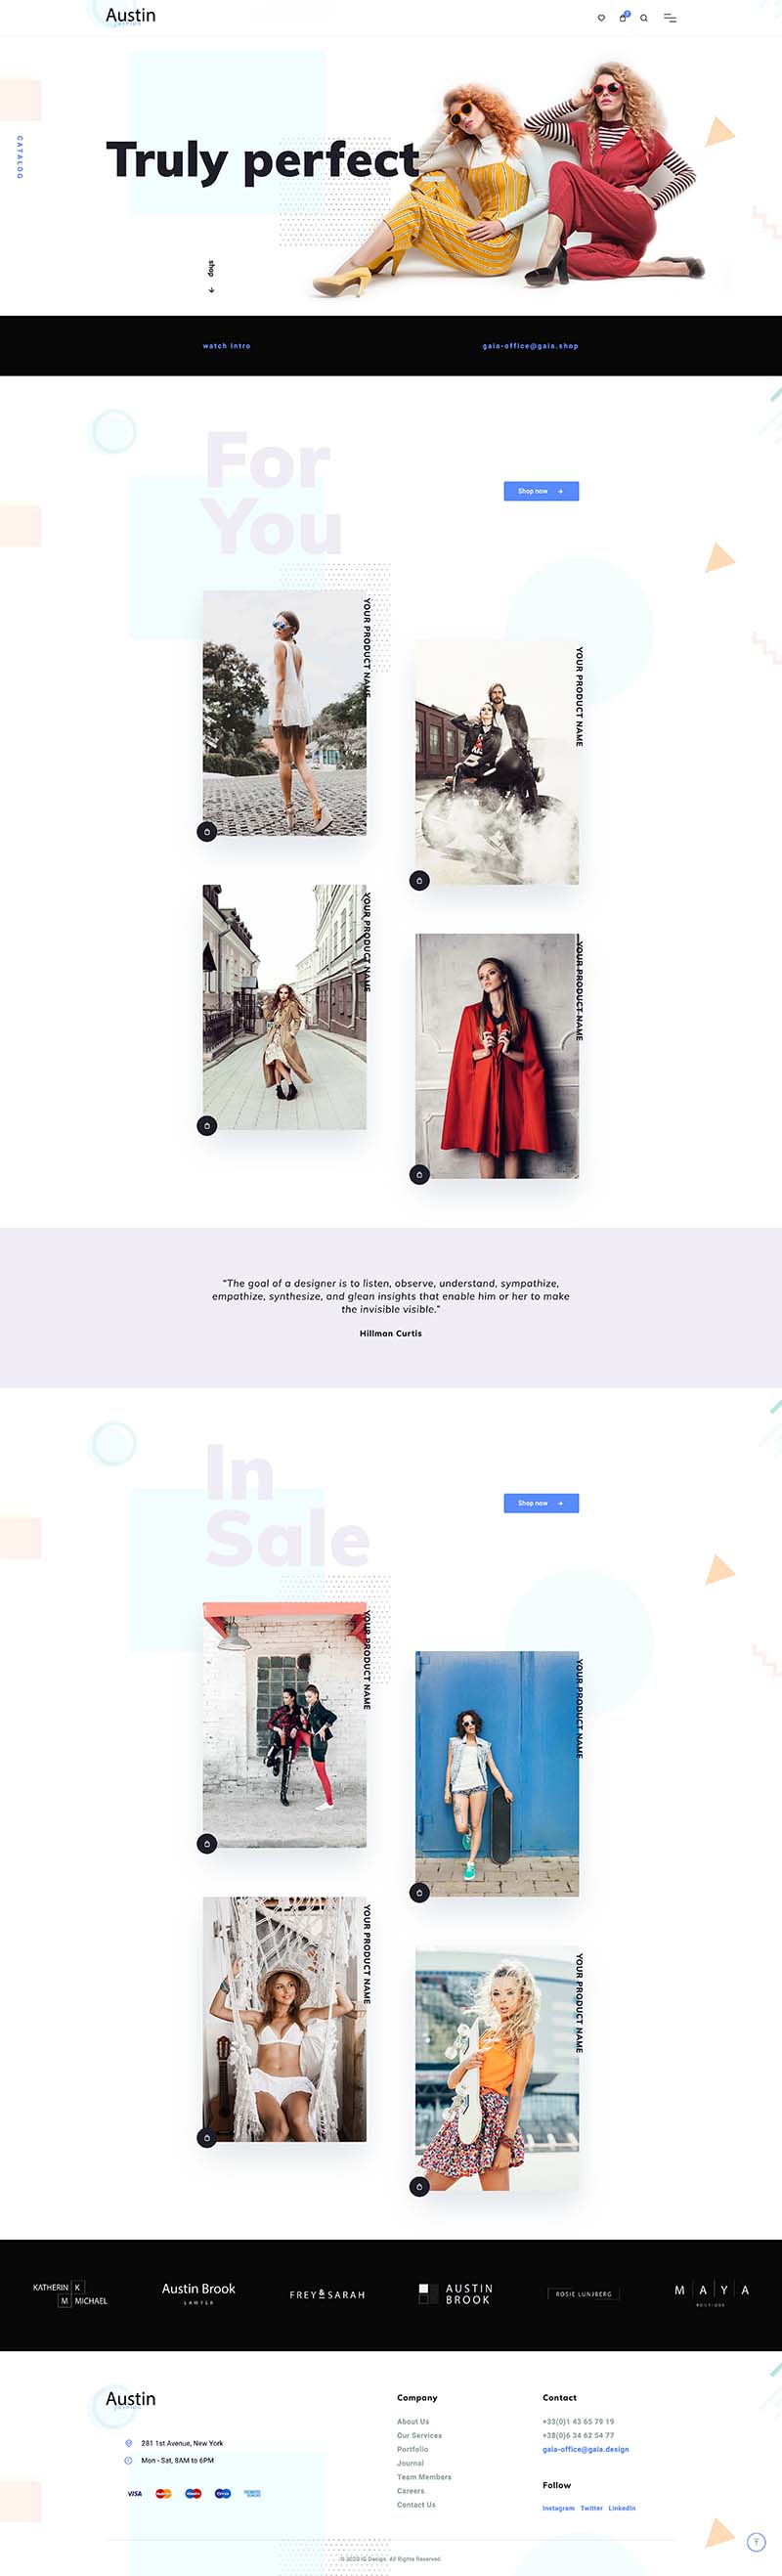 Austin
fashion
CATALOG
Truly perfect_
shop
watch intro
gaia-office@gaia.shop
For
You
Shop now
YOUR PRODUCT NAME
YOUR PRODUCT NAME
YOUR PRODUCT NAME
YOUR PRODUCT NAME
"The goal of a designer is to listen, observe, understand, sympathize,
empathize, synthesize, and glean insights that enable him or her to make
the invisible visible."
Hillman Curtis
In
Sale
Shop now
YOUR PRODUCT NAME
YOUR PRODUCT NAME
YOUR PRODUCT NAME
YOUR PRODUCT NAME
KATHERIN K
M MICHAEL
Austin Brook
LAWYER
FREY & SARAH
AUSTIN
BROOK
ROSIE LUNJBERG
MAYA
BOUTIQUE
Austin
fashion
281 1st Avenue, New York
Mon - Sat, 8AM to 6PM
VISA
Company
About Us
Our Services
Portfolio
Journal
Team Members
Careers
Contact Us
Contact
+33(0)1 43 65 79 19
+38(0)6 34 62 54 77
gaia-office@gaia.design
Follow
Instagram Twitter LinkedIn
© 2020 IG Design. All Rights Reserved.